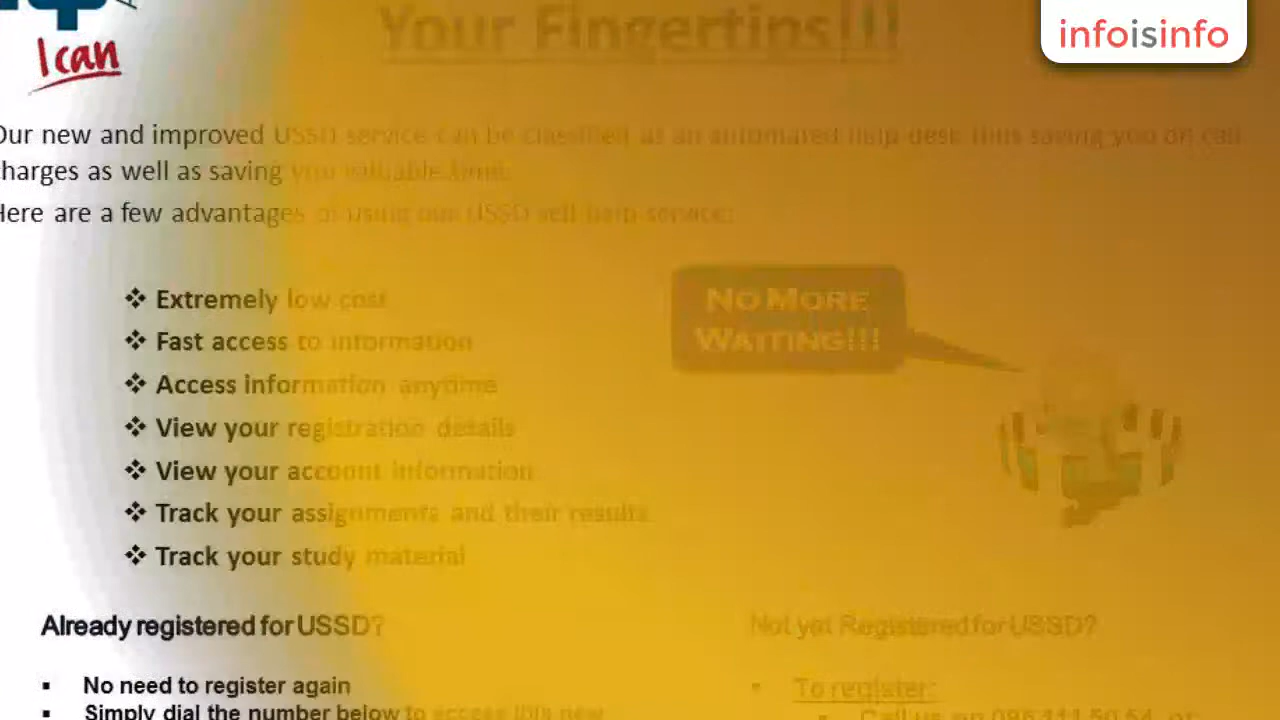 I can
Your Fingertips!!!
infoisinfo
Our new and improved USSD service can be classified as an automated help desk thus saving you on call
charges as well as saving you valuable time.
Here are a few advantages of using our USSD self-help service:
Extremely low cost
Fast access to information
Access information anytime
View your registration details
View your account information
Track your assignments and their results
Track your study material
NO MORE
WAITING!!!
Already registered for USSD?
No need to register again
Simply dial the number below to access this new
Not yet Registered for USSD?
To register:
Call us on